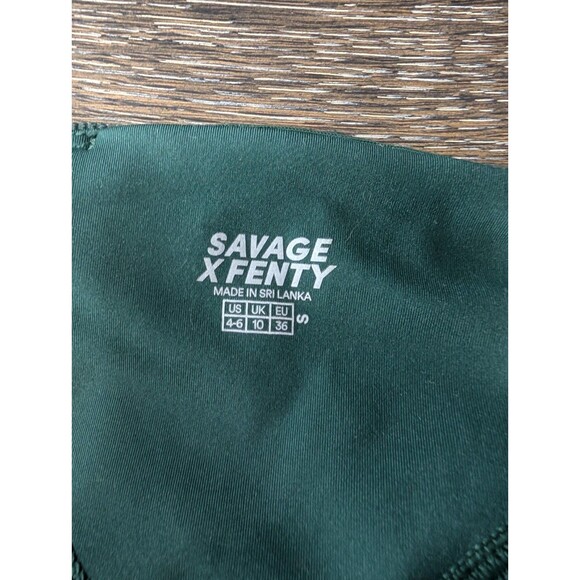 SAVAGE
X FENTY
MADE IN SRI LANKA
US UK EU
4-6 10 36
S